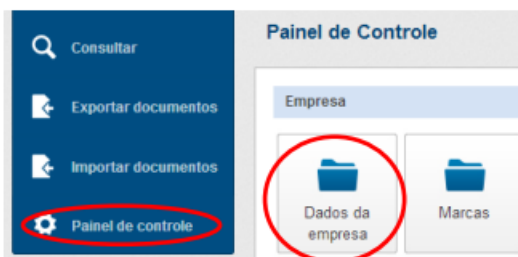 Consultar
Exportar documentos
Importar documentos
Painel de controle
Painel de Controle
Empresa
Dados da
empresa
Marcas